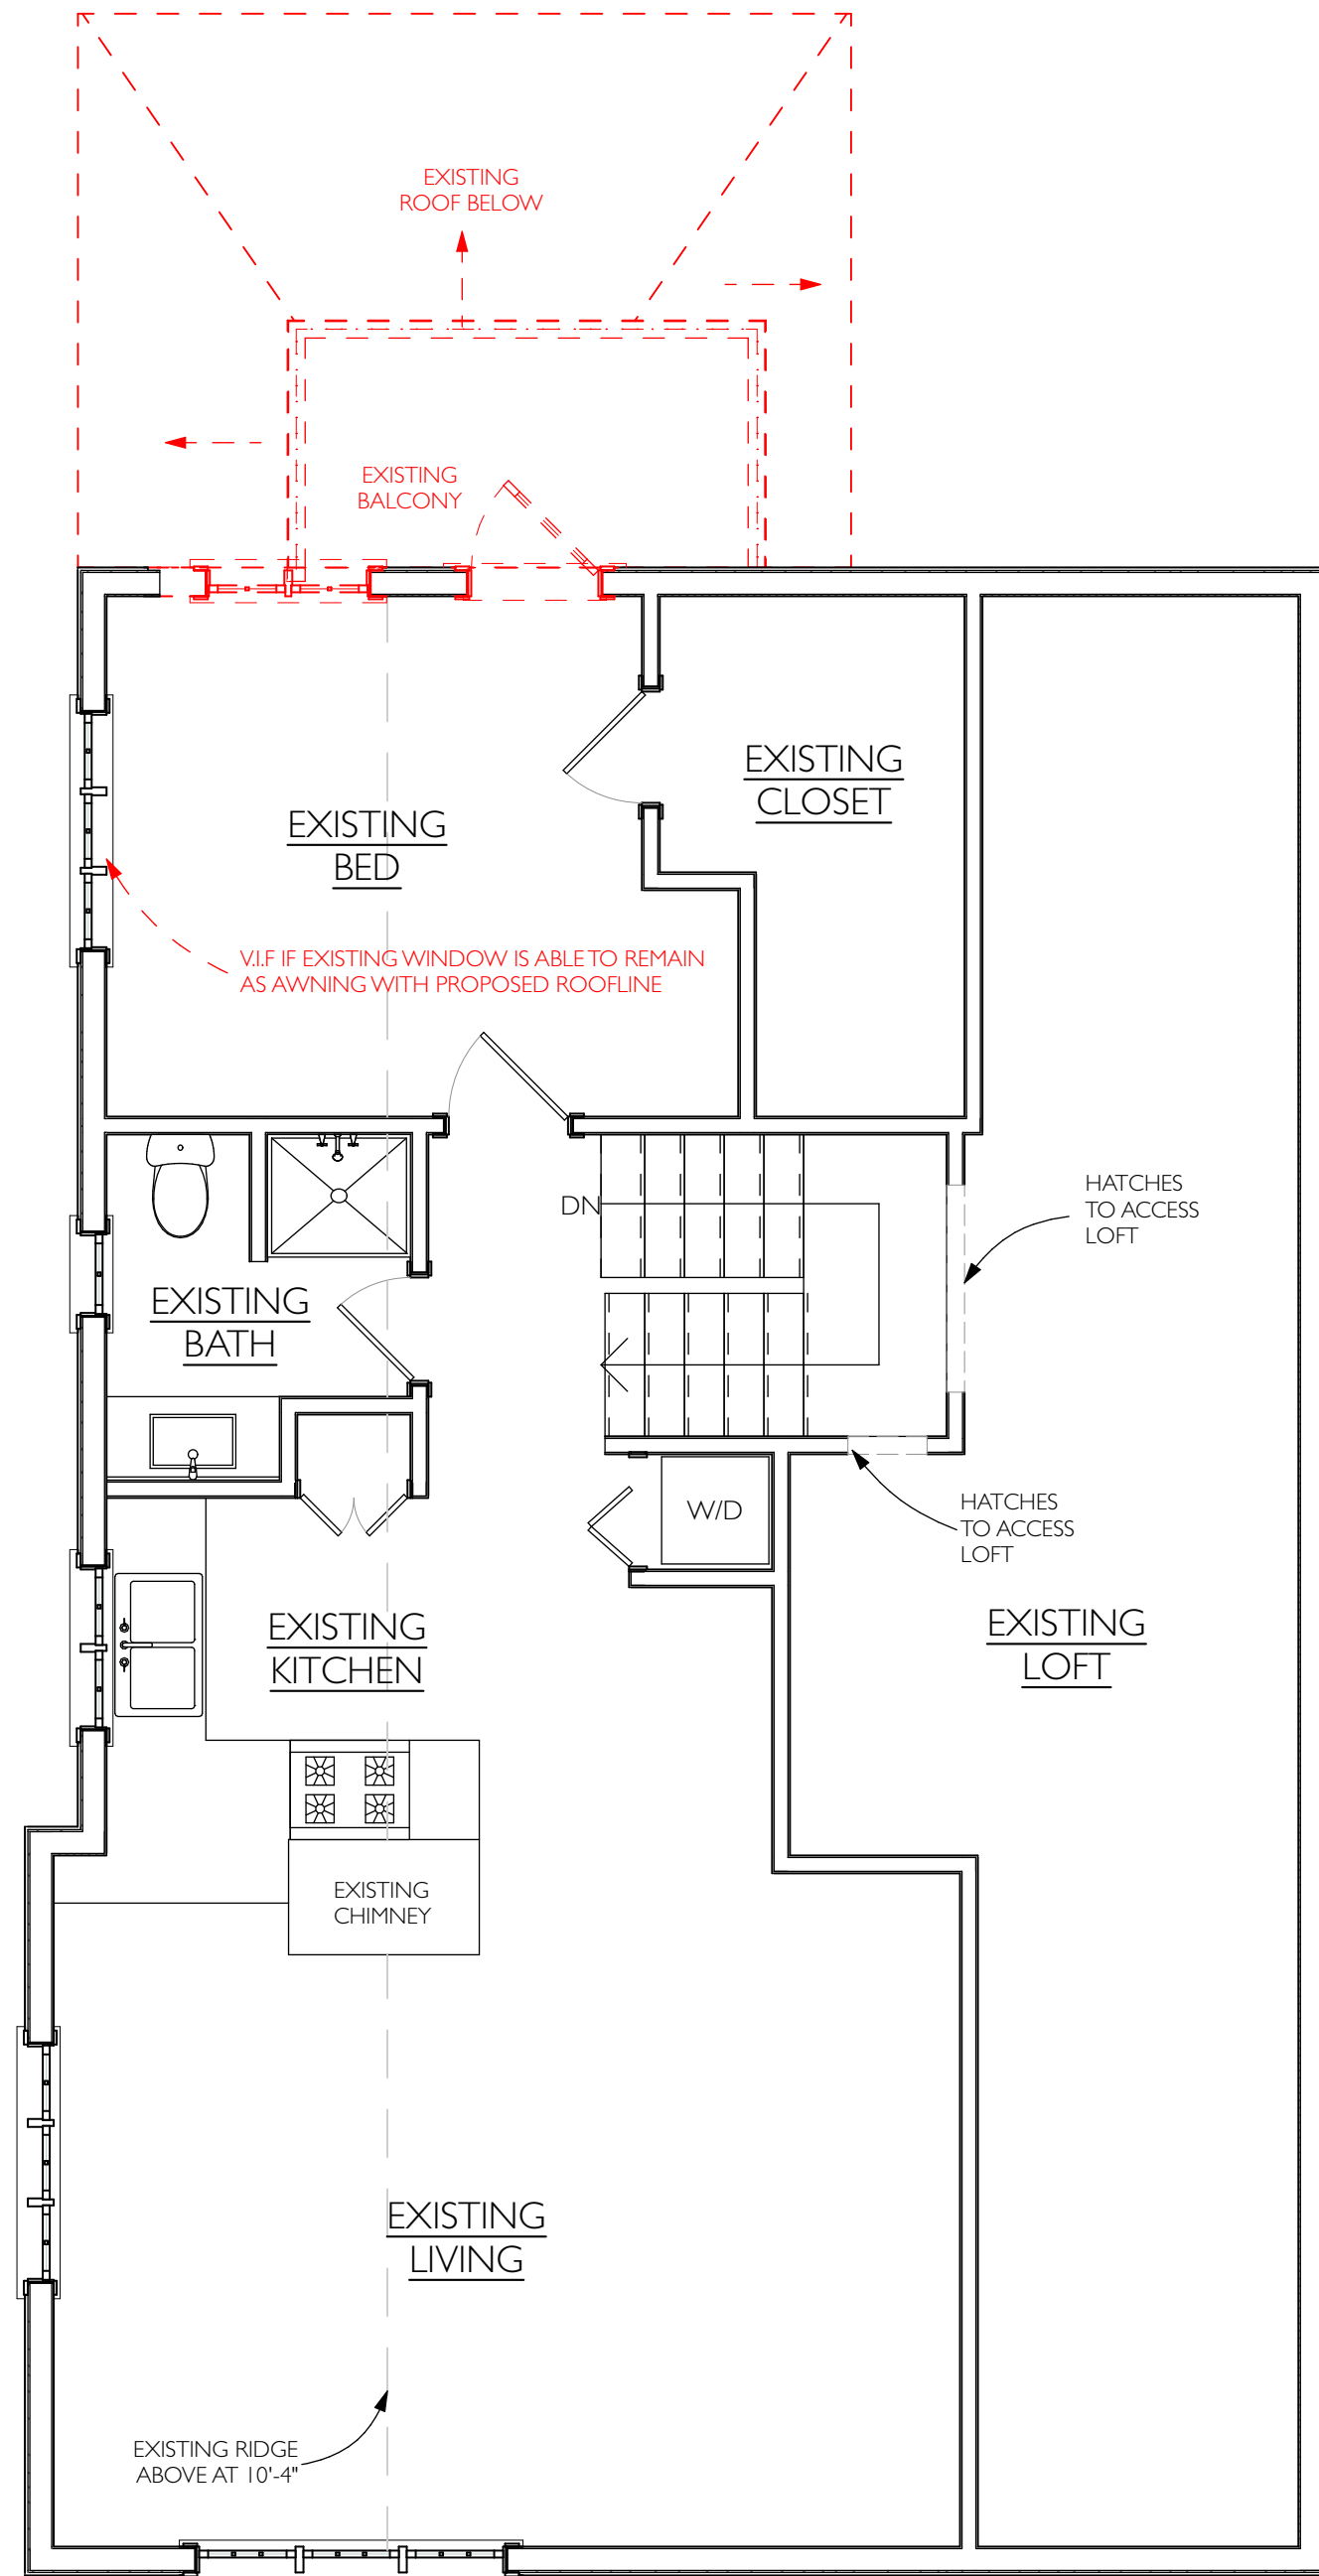 EXISTING
ROOF BELOW
EXISTING
BALCONY
EXISTING
CLOSET
EXISTING
BED
V.I.F IF EXISTING WINDOW IS ABLE TO REMAIN
AS AWNING WITH PROPOSED ROOFLINE
DN
HATCHES
TO ACCESS
LOFT
EXISTING
BATH
W/D
HATCHES
TO ACCESS
LOFT
EXISTING
KITCHEN
EXISTING
LOFT
EXISTING
CHIMNEY
EXISTING
LIVING
EXISTING RIDGE
ABOVE AT 10'-4"